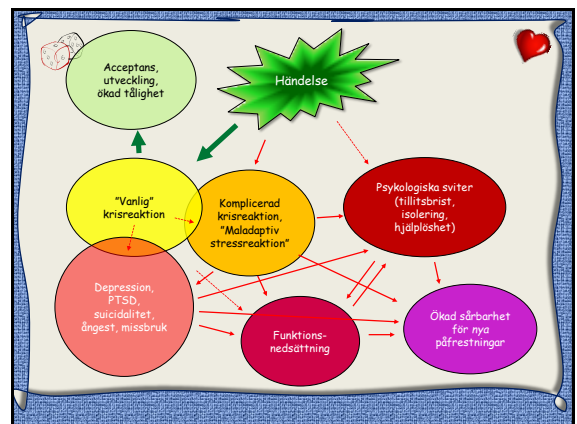 Acceptans,
utveckling,
ökad tålighet
Händelse
"Vanlig"
krisreaktion
Komplicerad
krisreaktion,
"Maladaptiv
stressreaktion"
Psykologiska sviter
(tillitsbrist,
isolering,
hjälplöshet)
Depression,
PTSD,
suicidalitet,
ångest, missbruk
Funktions-
nedsättning
Ökad sårbarhet
för nya
påfrestningar